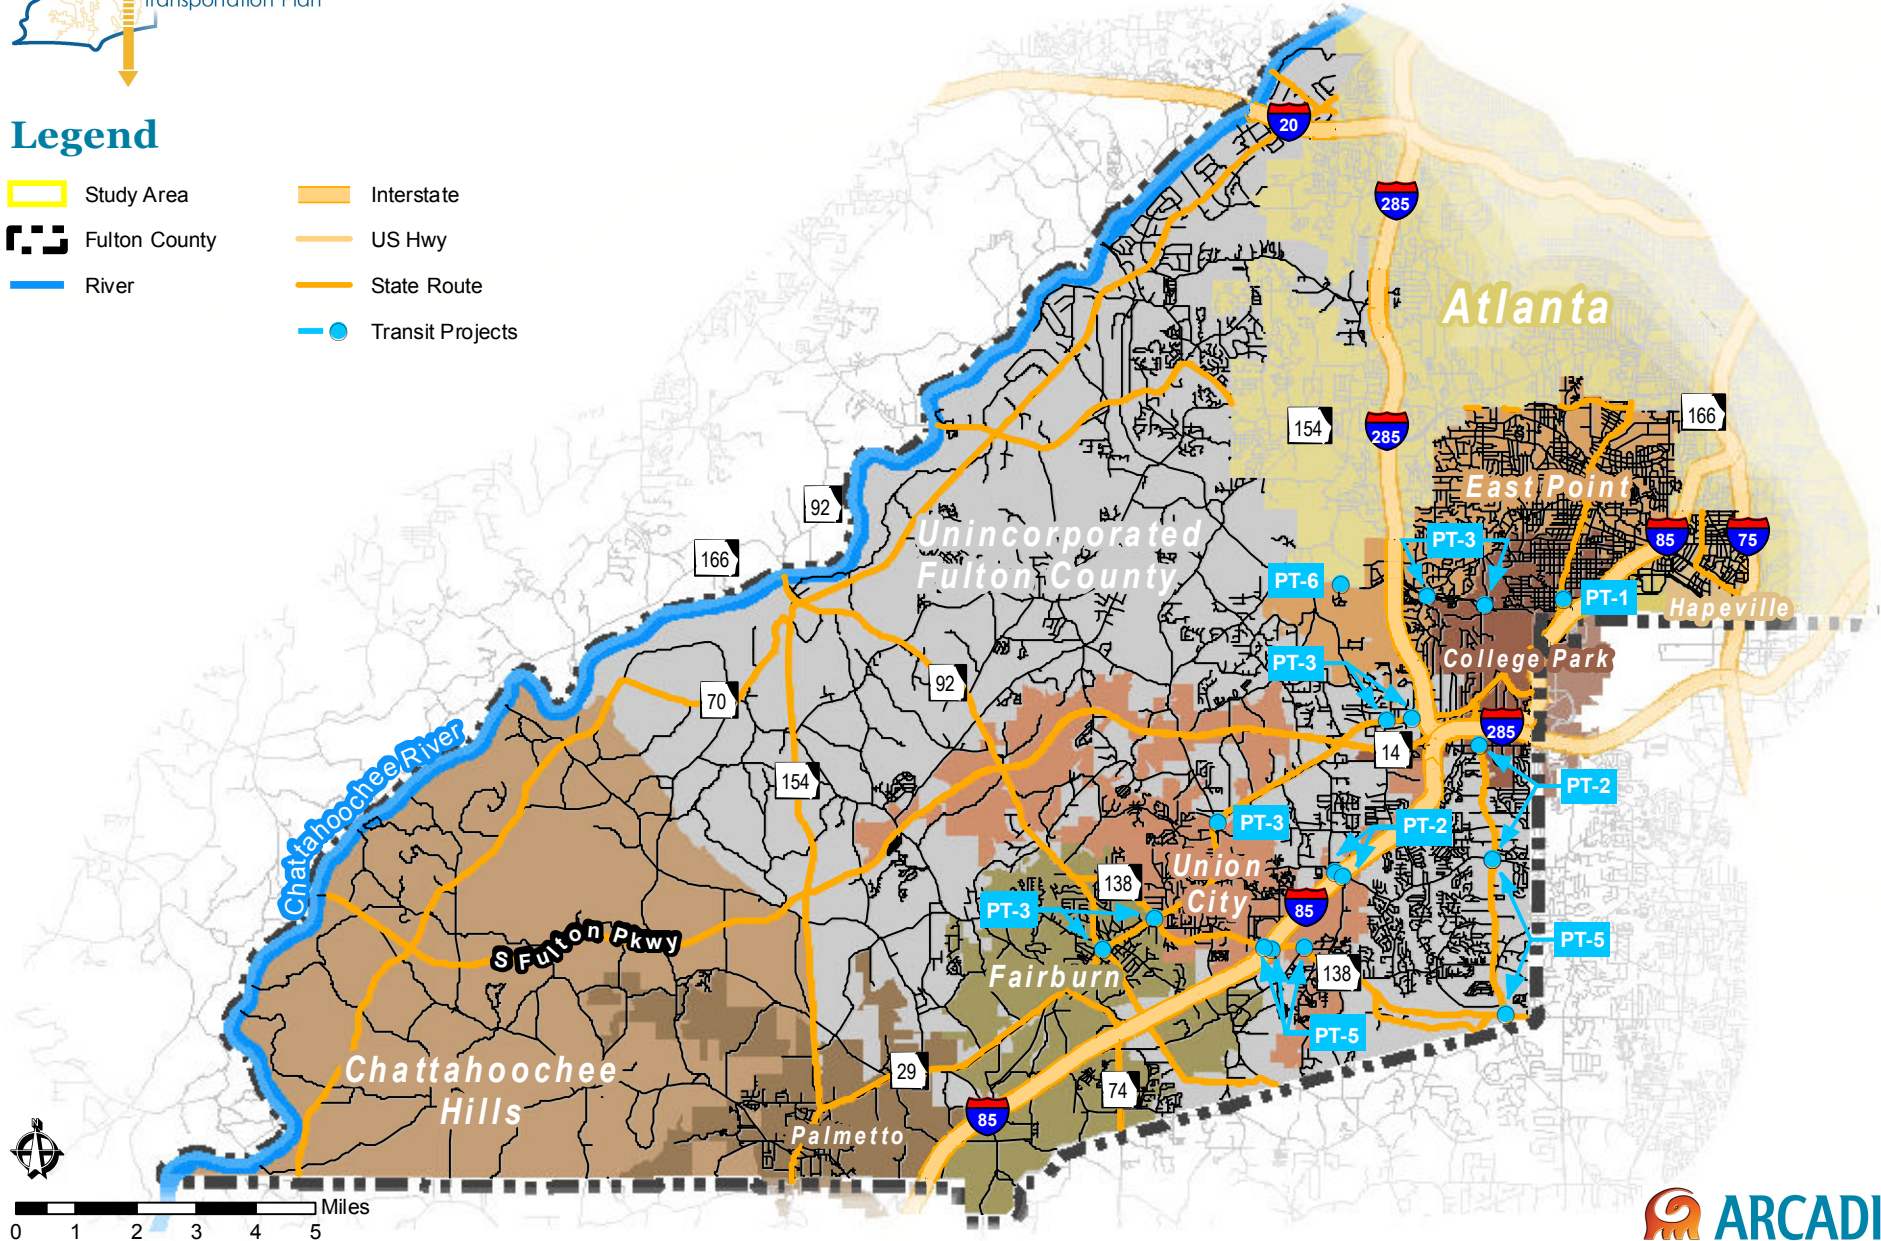 Transportation Plan
Legend
Study Area
Fulton County
River
Interstate
US Hwy
State Route
Transit Projects
20
285
Atlanta
154
285
166
East Point
92
Unincorporated
Fulton County
PT-3
85
75
166
PT-6
PT-1
Hapeville
College Park
PT-3
92
70
285
14
Chattahoochee River
154
PT-2
PT-3
PT-2
Union
City
138
85
PT-3
S Fulton Pkwy
PT-5
Fairburn
138
PT-5
Chattahoochee
Hills
29
74
85
Palmetto
Miles
0 1 2 3 4 5
ARCADI